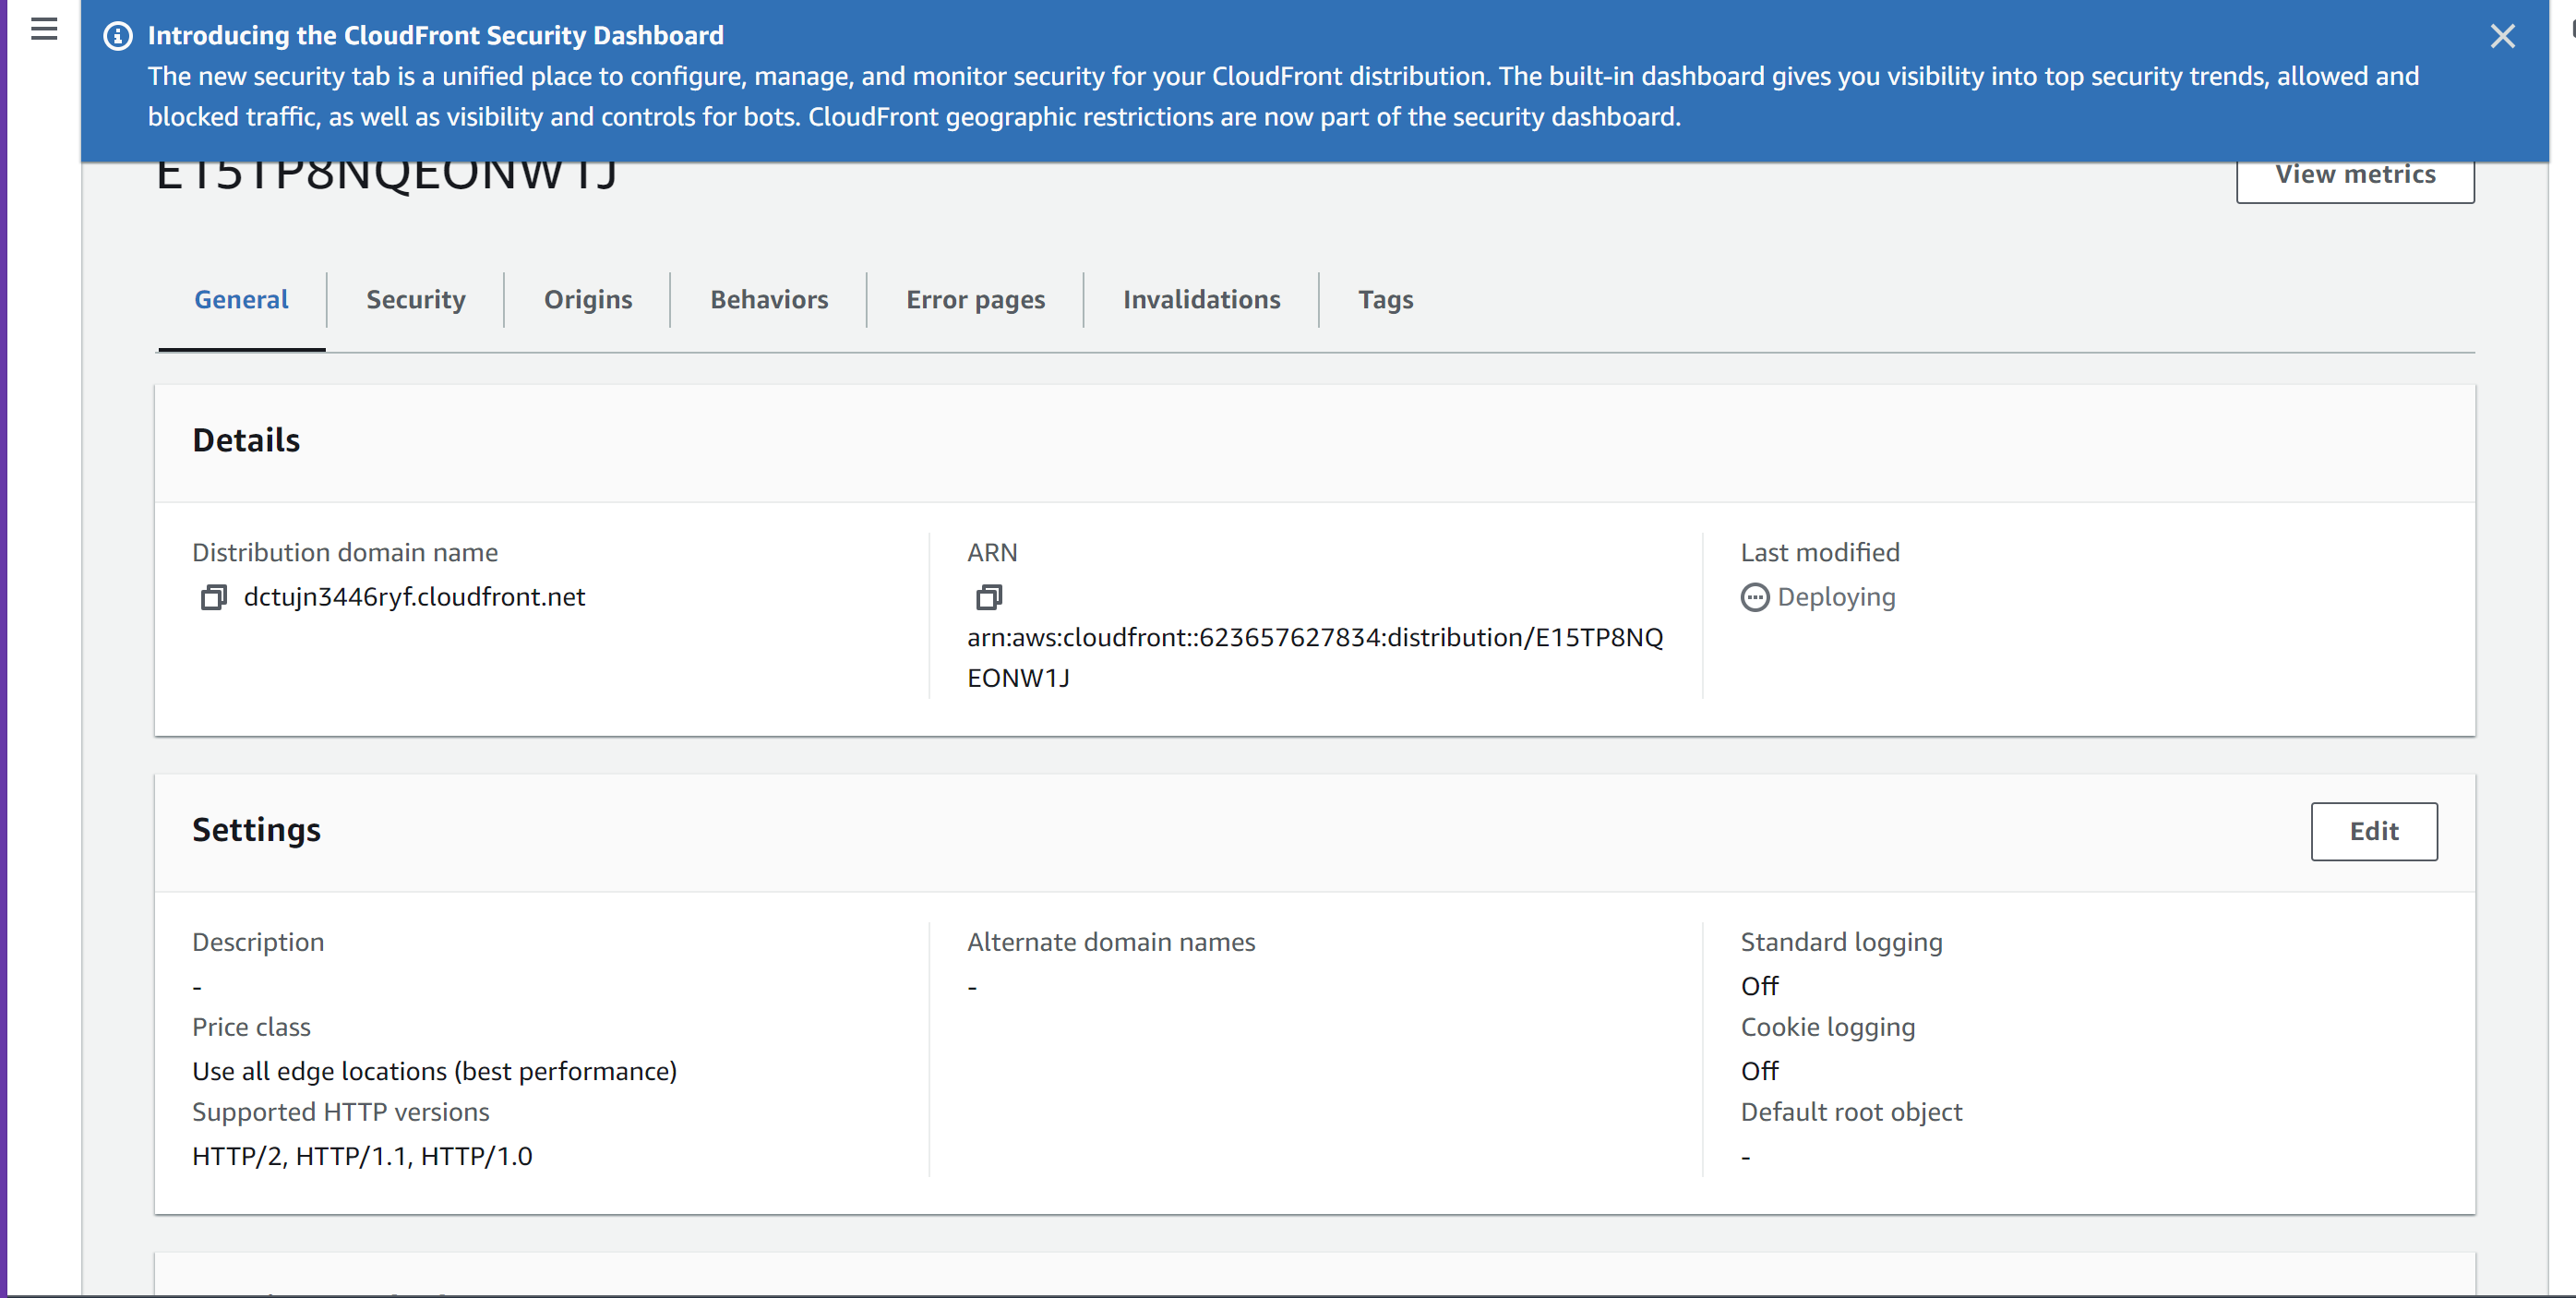 Introducing the CloudFront Security Dashboard
The new security tab is a unified place to configure, manage, and monitor security for your CloudFront distribution. The built-in dashboard gives you visibility into top security trends, allowed and
blocked traffic, as well as visibility and controls for bots. CloudFront geographic restrictions are now part of the security dashboard.
E15TP8NQEONW1J
View metrics
General
Security
Origins
Behaviors
Error pages
Invalidations
Tags
Details
Distribution domain name
dctujn3446ryf.cloudfront.net
ARN
arn:aws:cloudfront::623657627834:distribution/E15TP8NQ
EONW1J
Last modified
Deploying
Settings
Edit
Description
-
Price class
Use all edge locations (best performance)
Supported HTTP versions
HTTP/2, HTTP/1.1, HTTP/1.0
Alternate domain names
-
Standard logging
Off
Cookie logging
Off
Default root object
-